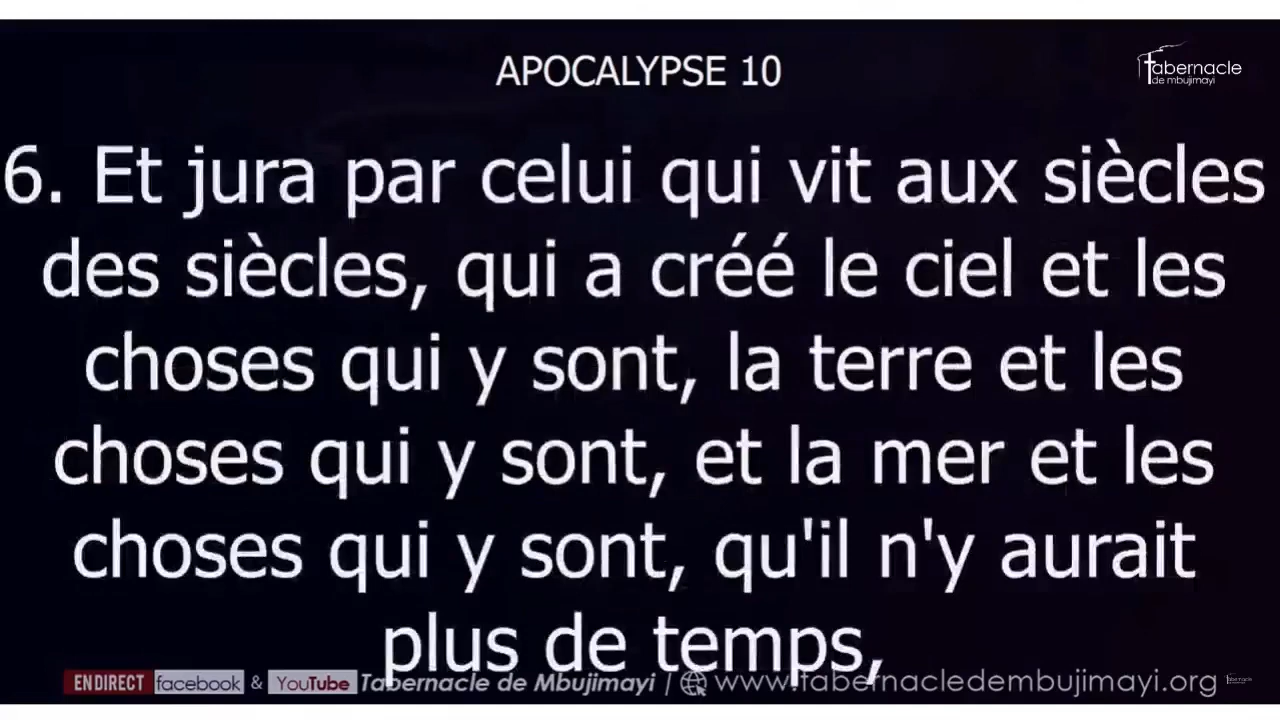 APOCALYPSE 10
Tabernacle
de mbujimayi
6. Et jura par celui qui vit aux siècles
des siècles, qui a créé le ciel et les
choses qui y sont, la terre et les
choses qui y sont, et la mer et les
choses qui y sont, qu'il n'y aurait
plus de temps,
EN DIRECT facebook & YouTube Tabernacle de Mbujimayi | www.tabernacledembujimayi.org